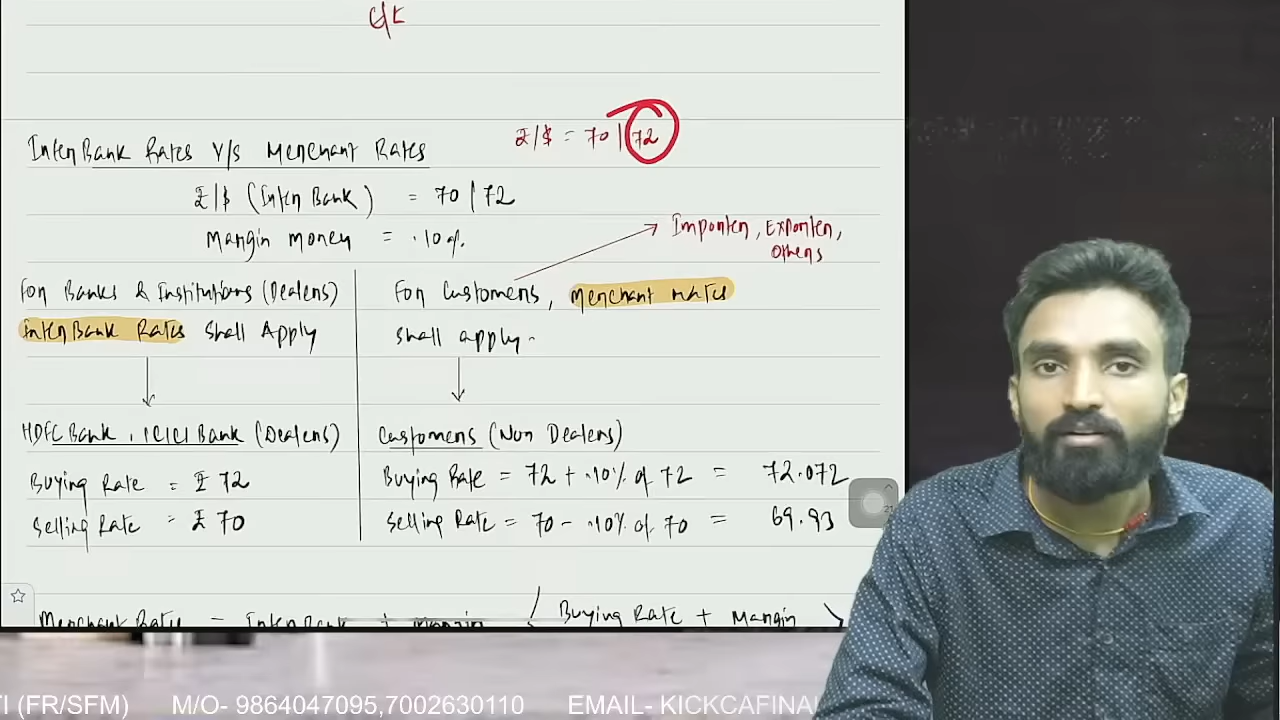 ₹/$ = 70 | 72
InterBank Rates V/s Merchant Rates
₹/$ (InterBank) = 70 | 72
Margin money = .10%
Importer, Exporter,
Others
For Banks & Institutions (Dealers)
InterBank Rates Shall Apply
For Customers, Merchant Rates
shall apply.
HDFC Bank, ICICI Bank (Dealers)
Buying Rate = ₹ 72
Selling Rate = ₹ 70
Customers (Non Dealers)
Buying Rate = 72 + .10% of 72 = 72.072
Selling Rate = 70 - .10% of 70 = 69.93
21
Buying Rate + Margin
TI (FR/SFM) M/O- 9864047095,7002630110 EMAIL- KICKCAFINA